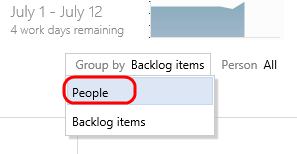 July 1 - July 12
4 work days remaining
Group by Backlog items Person All
People
Backlog items